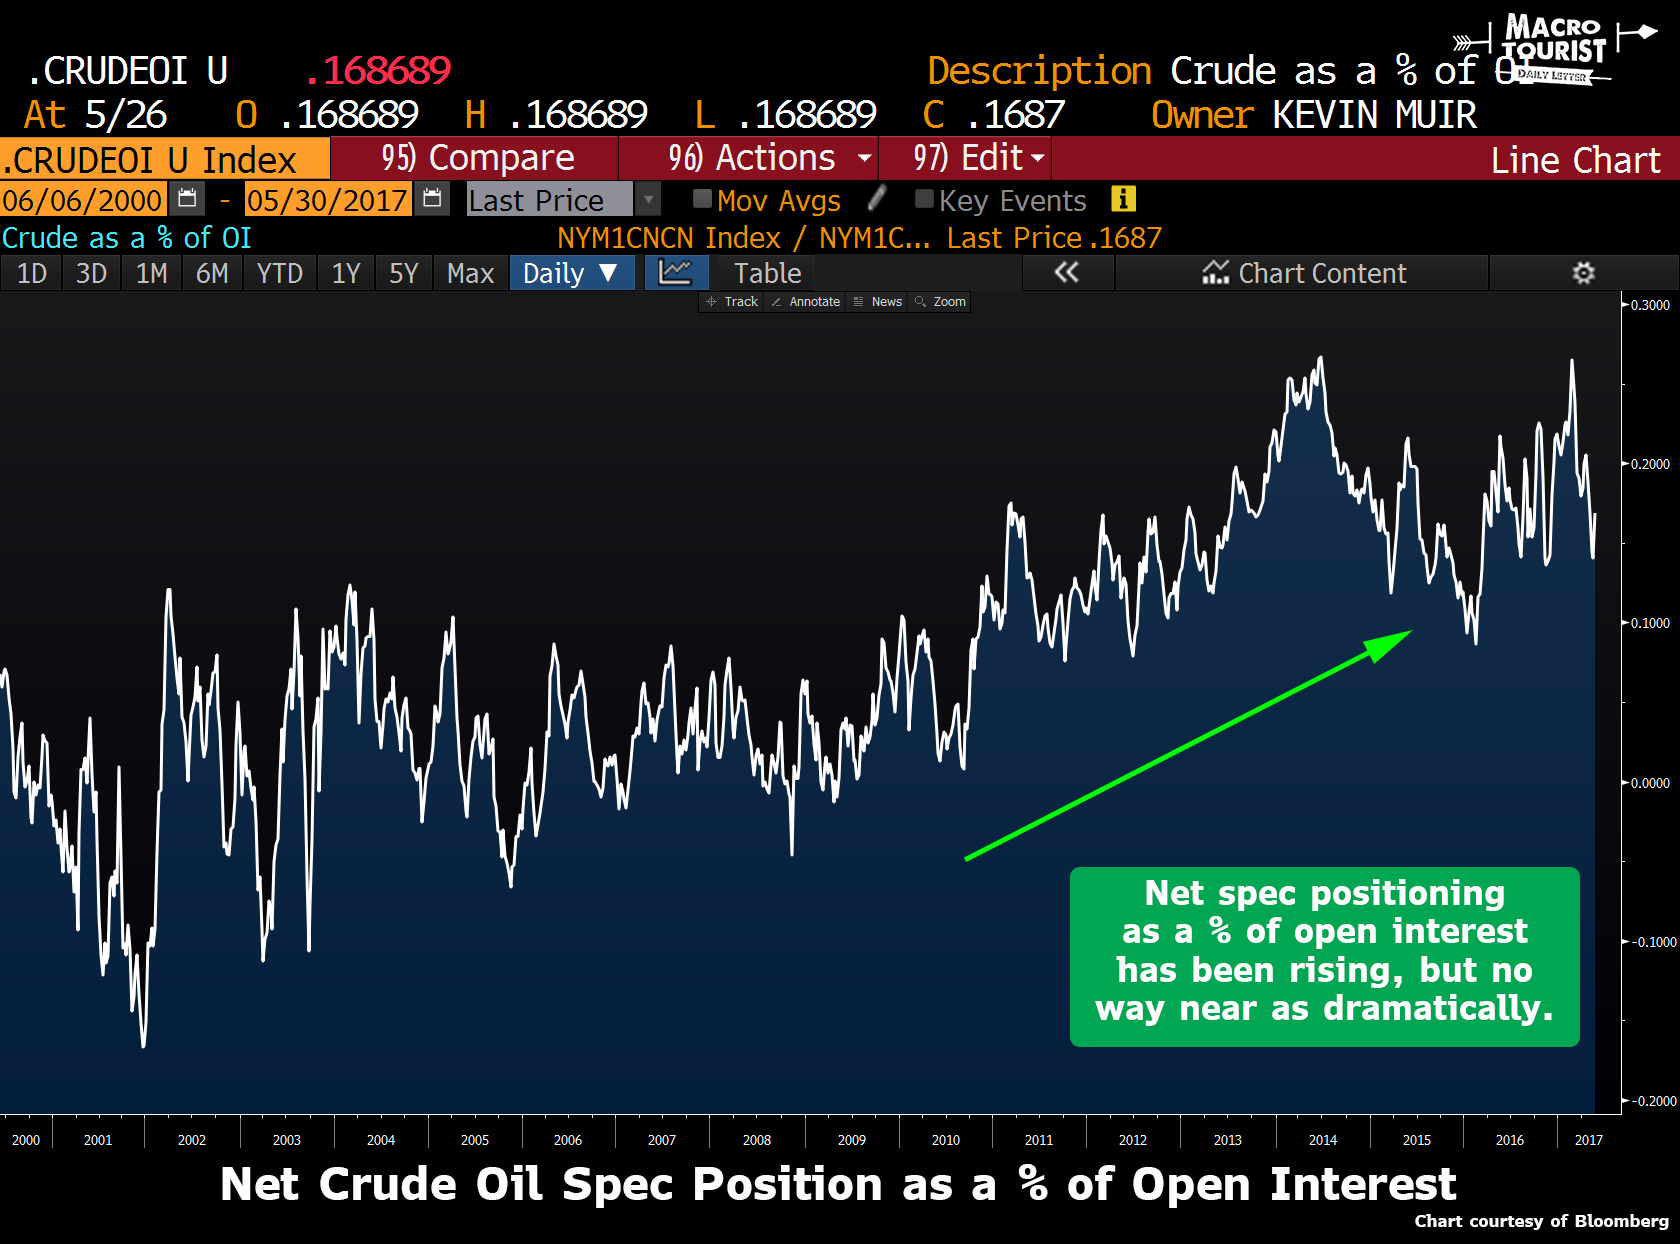 MACRO
TOURIST
DAILY LETTER
.CRUDEOI U .168689 Description Crude as a % of OI
At 5/26 O .168689 H .168689 L .168689 C .1687 Owner KEVIN MUIR
.CRUDEOI U Index 95) Compare 96) Actions 97) Edit Line Chart
06/06/2000 - 05/30/2017 Last Price Mov Avgs Key Events i
Crude as a % of OI NYM1CNCN Index / NYM1C... Last Price .1687
1D 3D 1M 6M YTD 1Y 5Y Max Daily ▼ Table « Chart Content
Track Annotate News Zoom
0.3000
0.2000
0.1000
0.0000
-0.1000
-0.2000
Net spec positioning
as a % of open interest
has been rising, but no
way near as dramatically.
2000 2001 2002 2003 2004 2005 2006 2007 2008 2009 2010 2011 2012 2013 2014 2015 2016 2017
Net Crude Oil Spec Position as a % of Open Interest
Chart courtesy of Bloomberg